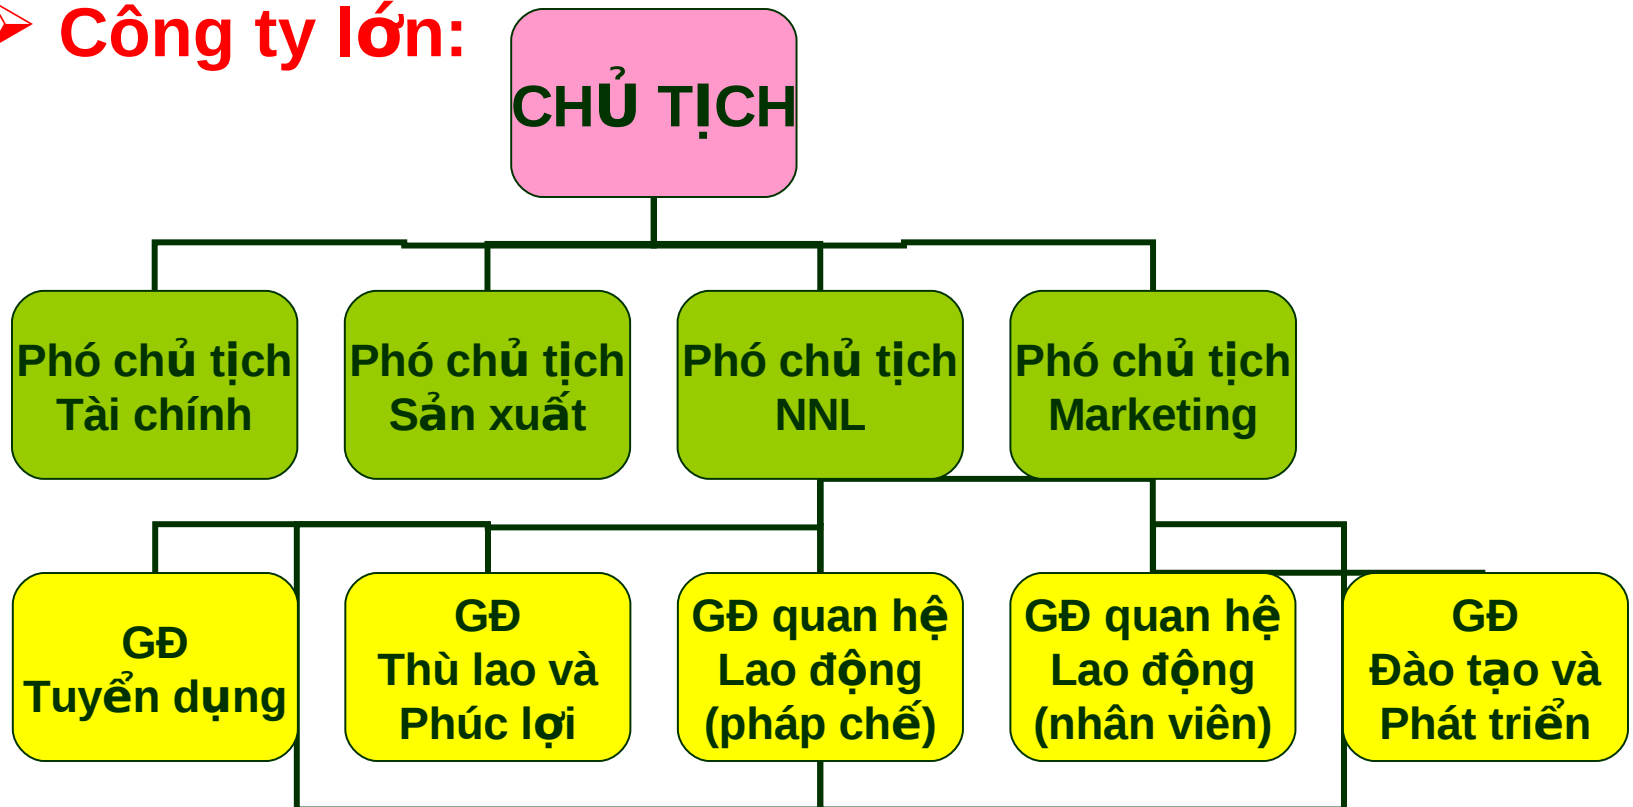 Công ty lớn:
CHỦ TỊCH
Phó chủ tịch
Tài chính
Phó chủ tịch
Sản xuất
Phó chủ tịch
NNL
Phó chủ tịch
Marketing
GĐ
Tuyển dụng
GĐ
Thù lao và
Phúc lợi
GĐ quan hệ
Lao động
(pháp chế)
GĐ quan hệ
Lao động
(nhân viên)
GĐ
Đào tạo và
Phát triển